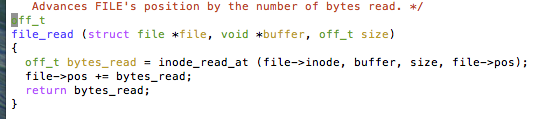 Advances FILE's position by the number of bytes read. */
off_t
file_read (struct file *file, void *buffer, off_t size)
{
  off_t bytes_read = inode_read_at (file->inode, buffer, size, file->pos);
  file->pos += bytes_read;
  return bytes_read;
}